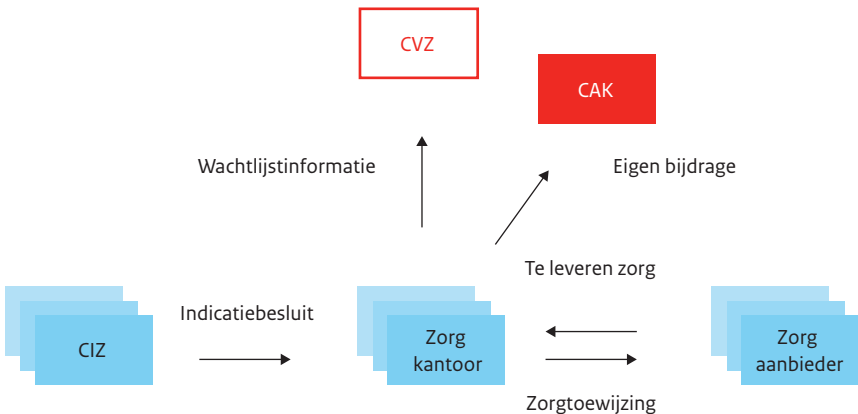 CVZ
CAK
Wachtlijstinformatie
Eigen bijdrage
Te leveren zorg
Indicatiebesluit
CIZ
Zorg
kantoor
Zorg
aanbieder
Zorgtoewijzing